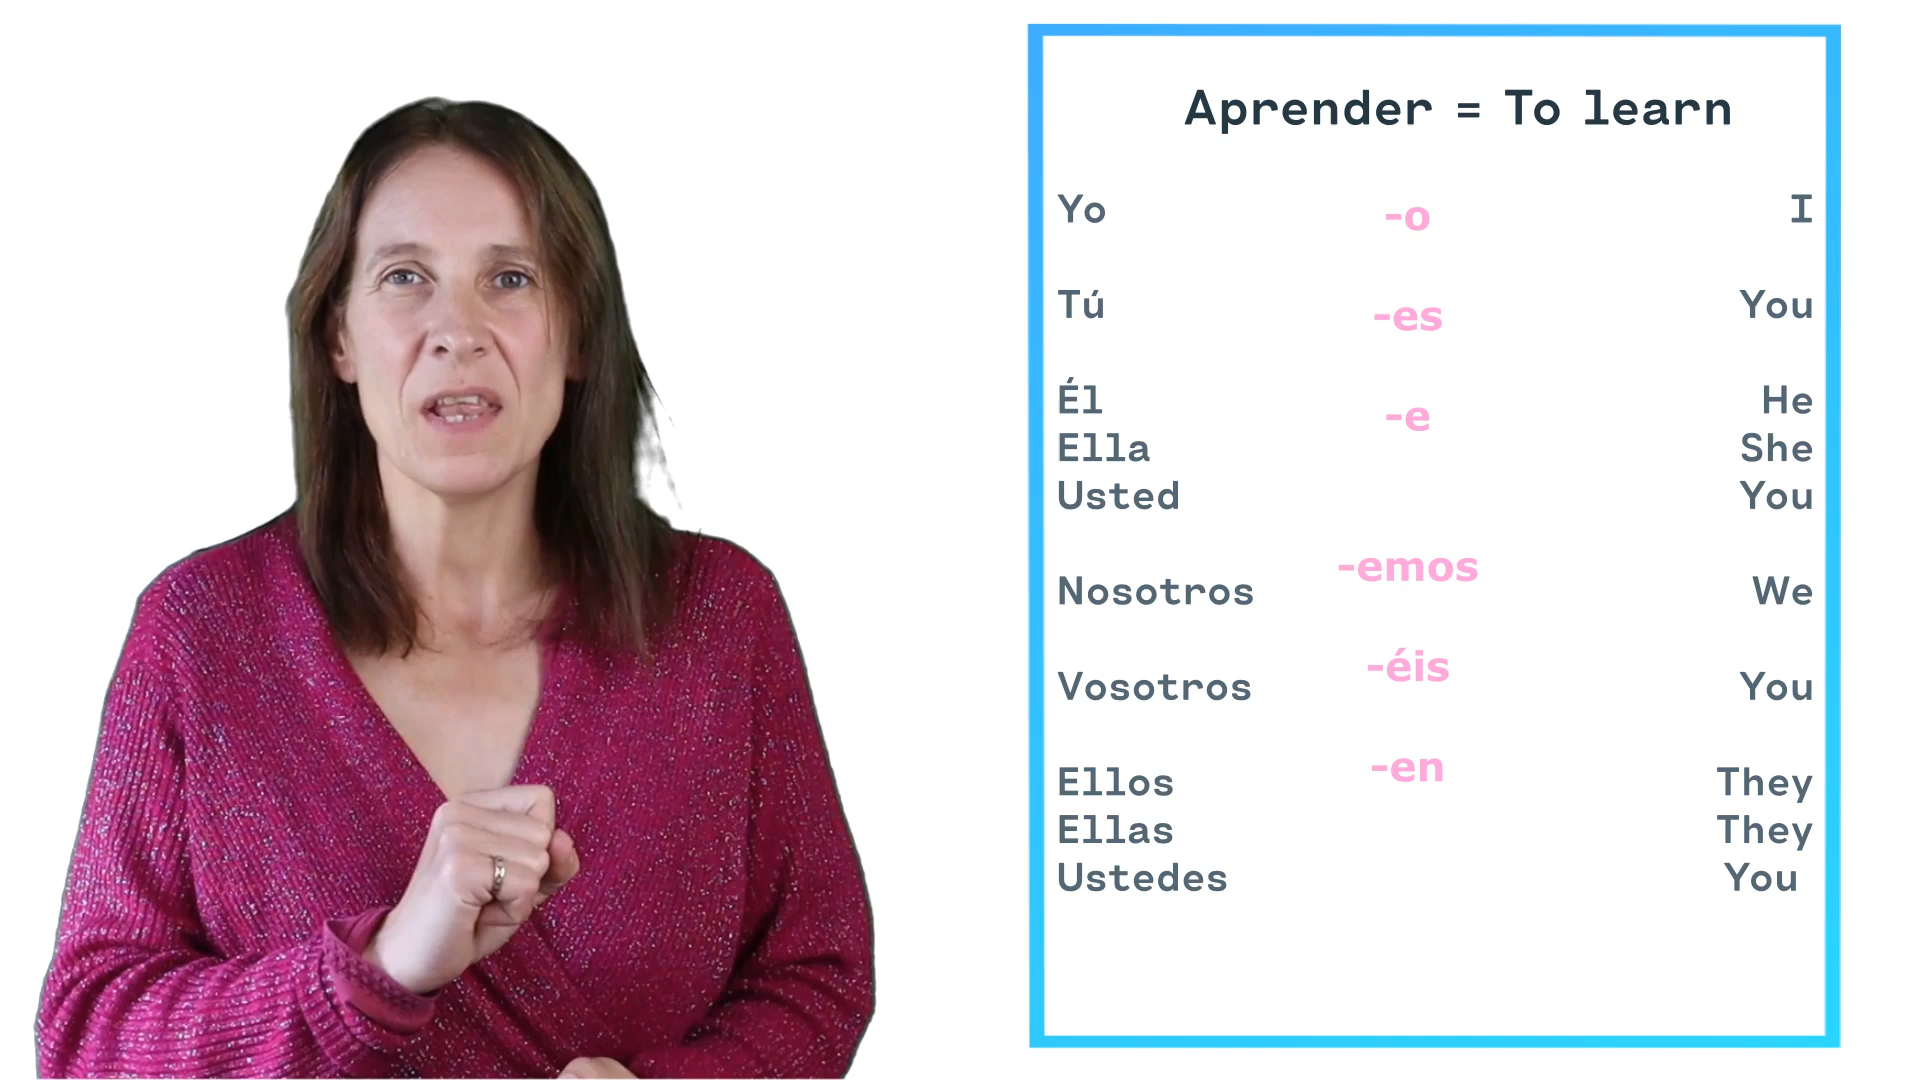 Aprender = To learn
Yo -o I
Tú -es You
Él -e He
Ella She
Usted You
Nosotros -emos We
Vosotros -éis You
Ellos -en They
Ellas They
Ustedes You